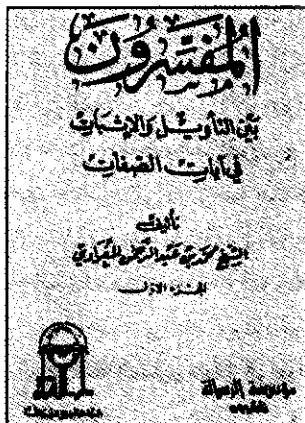 المفسرون
بين التأويل والإثبات
في آيات الصفات
تأليف
الشيخ محمد بن عبد الرحمن المغراوي
الجزء الأول
مؤسسة الرسالة